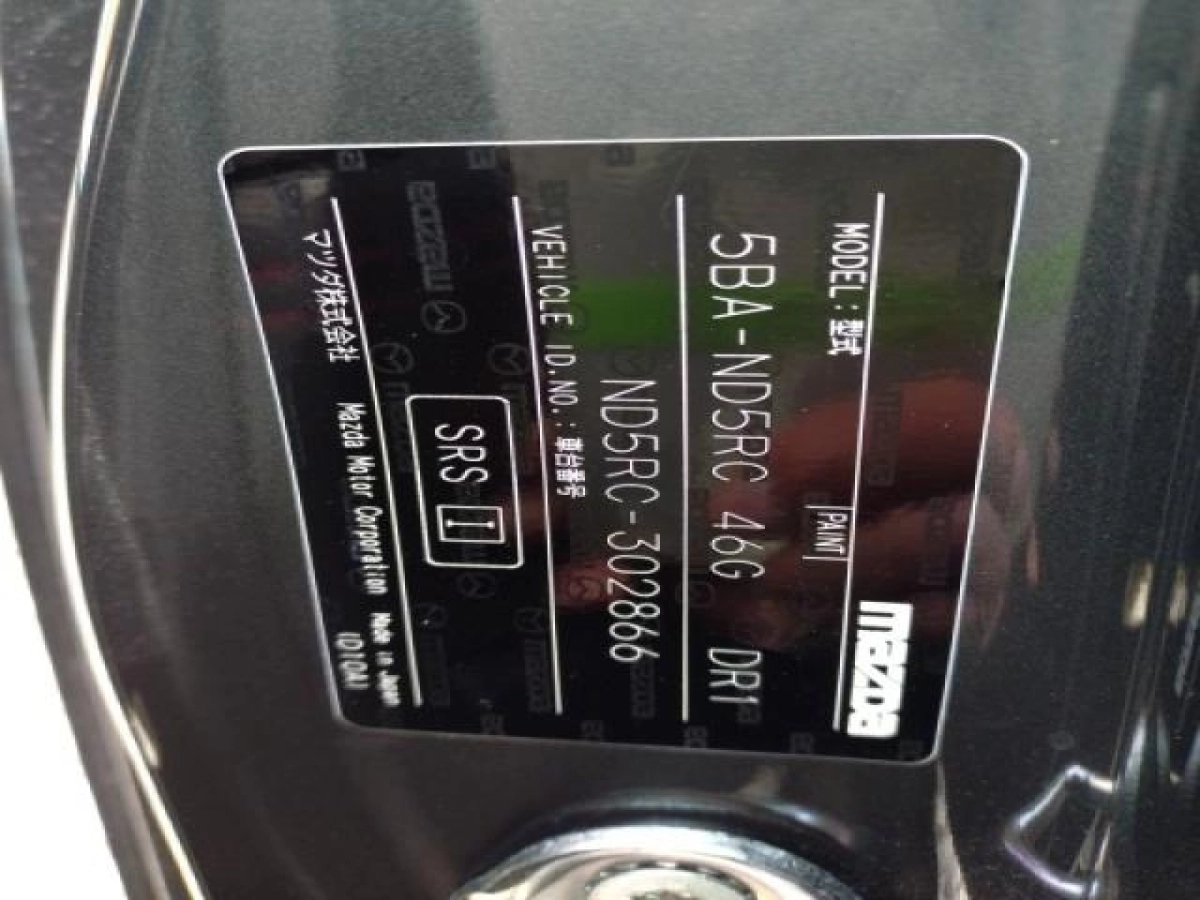 mazda
MODEL:型式
PAINT
5BA-ND5RC 46G DR1
ND5RC-302866
VEHICLE ID.NO.:車台番号
SRS
マツダ株式会社 Mazda Motor Corporation Made in Japan
(D10A)